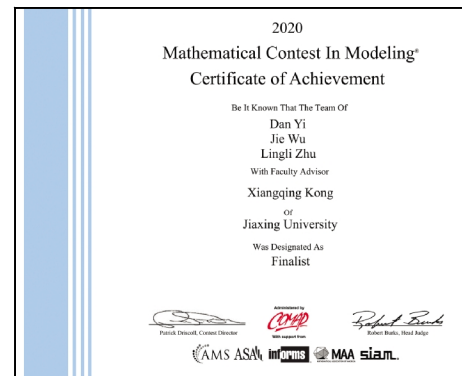 2020
Mathematical Contest In Modeling®
Certificate of Achievement
Be It Known That The Team Of
Dan Yi
Jie Wu
Lingli Zhu
With Faculty Advisor
Xiangqing Kong
Of
Jiaxing University
Was Designated As
Finalist
Administered by
COMAP
With support from
Patrick Driscoll, Contest Director
Robert Burks, Head Judge
AMS ASA informs MAA siam.